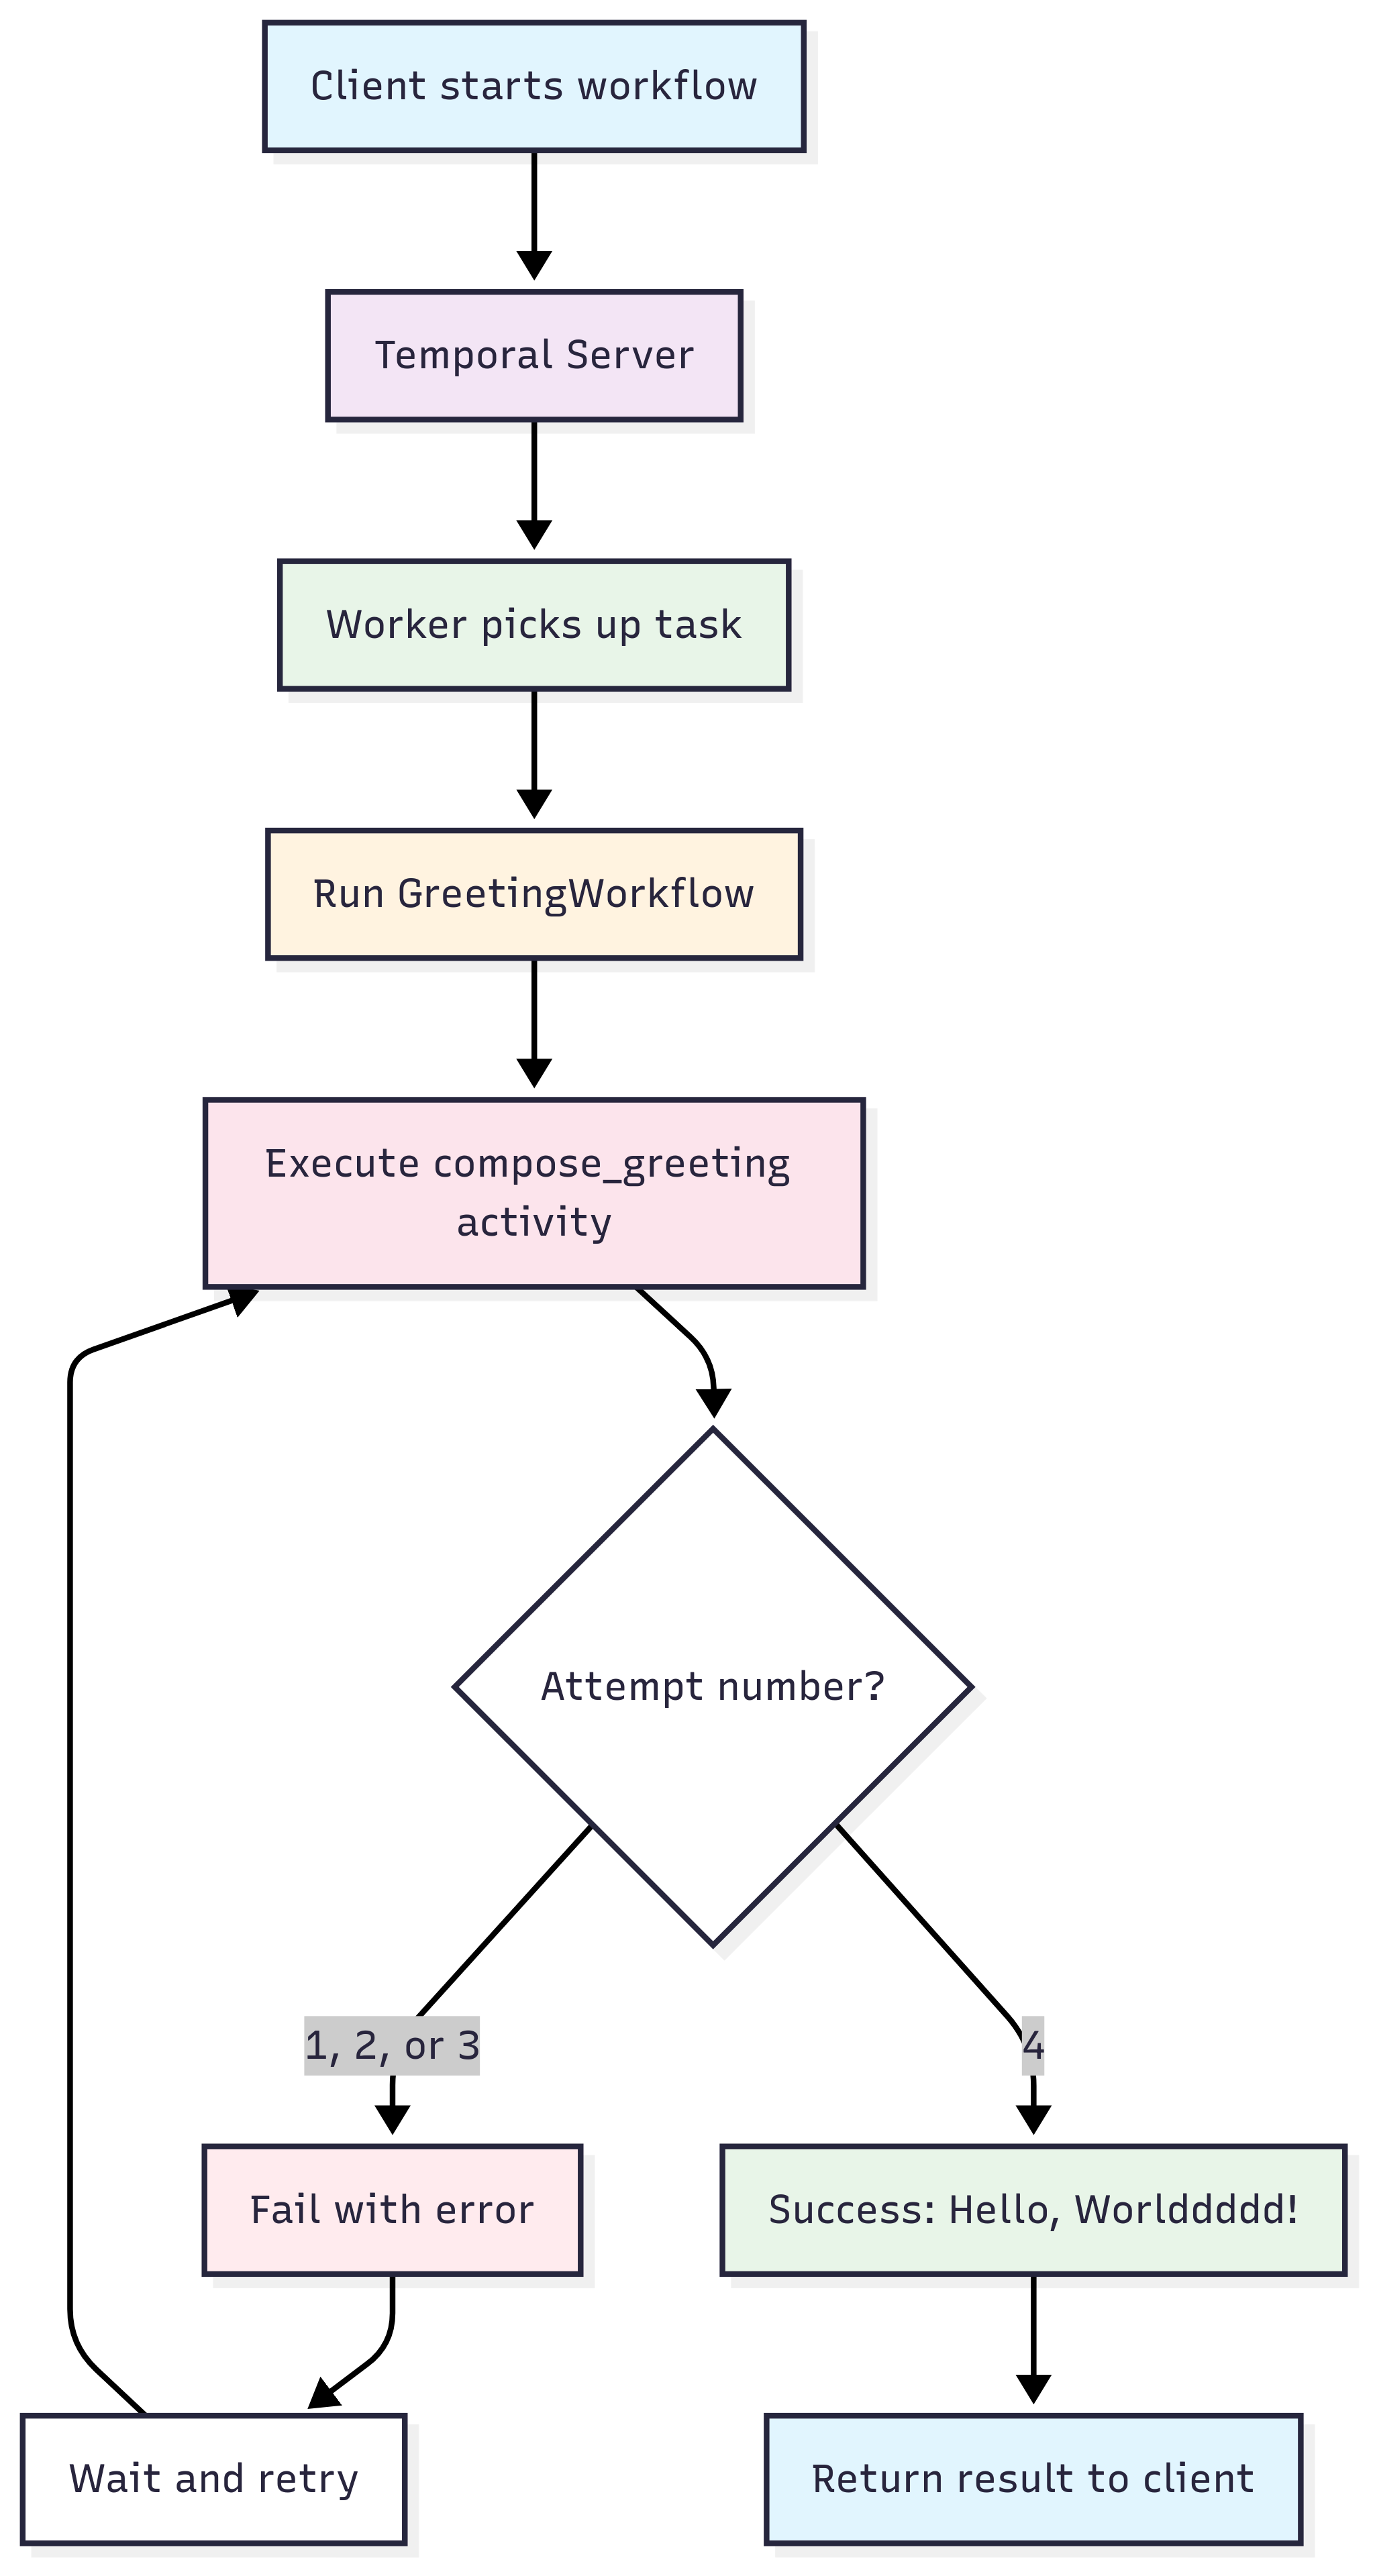 Client starts workflow
Temporal Server
Worker picks up task
Run GreetingWorkflow
Execute compose_greeting
activity
Attempt number?
1, 2, or 3
4
Fail with error
Success: Hello, Worlddddd!
Wait and retry
Return result to client